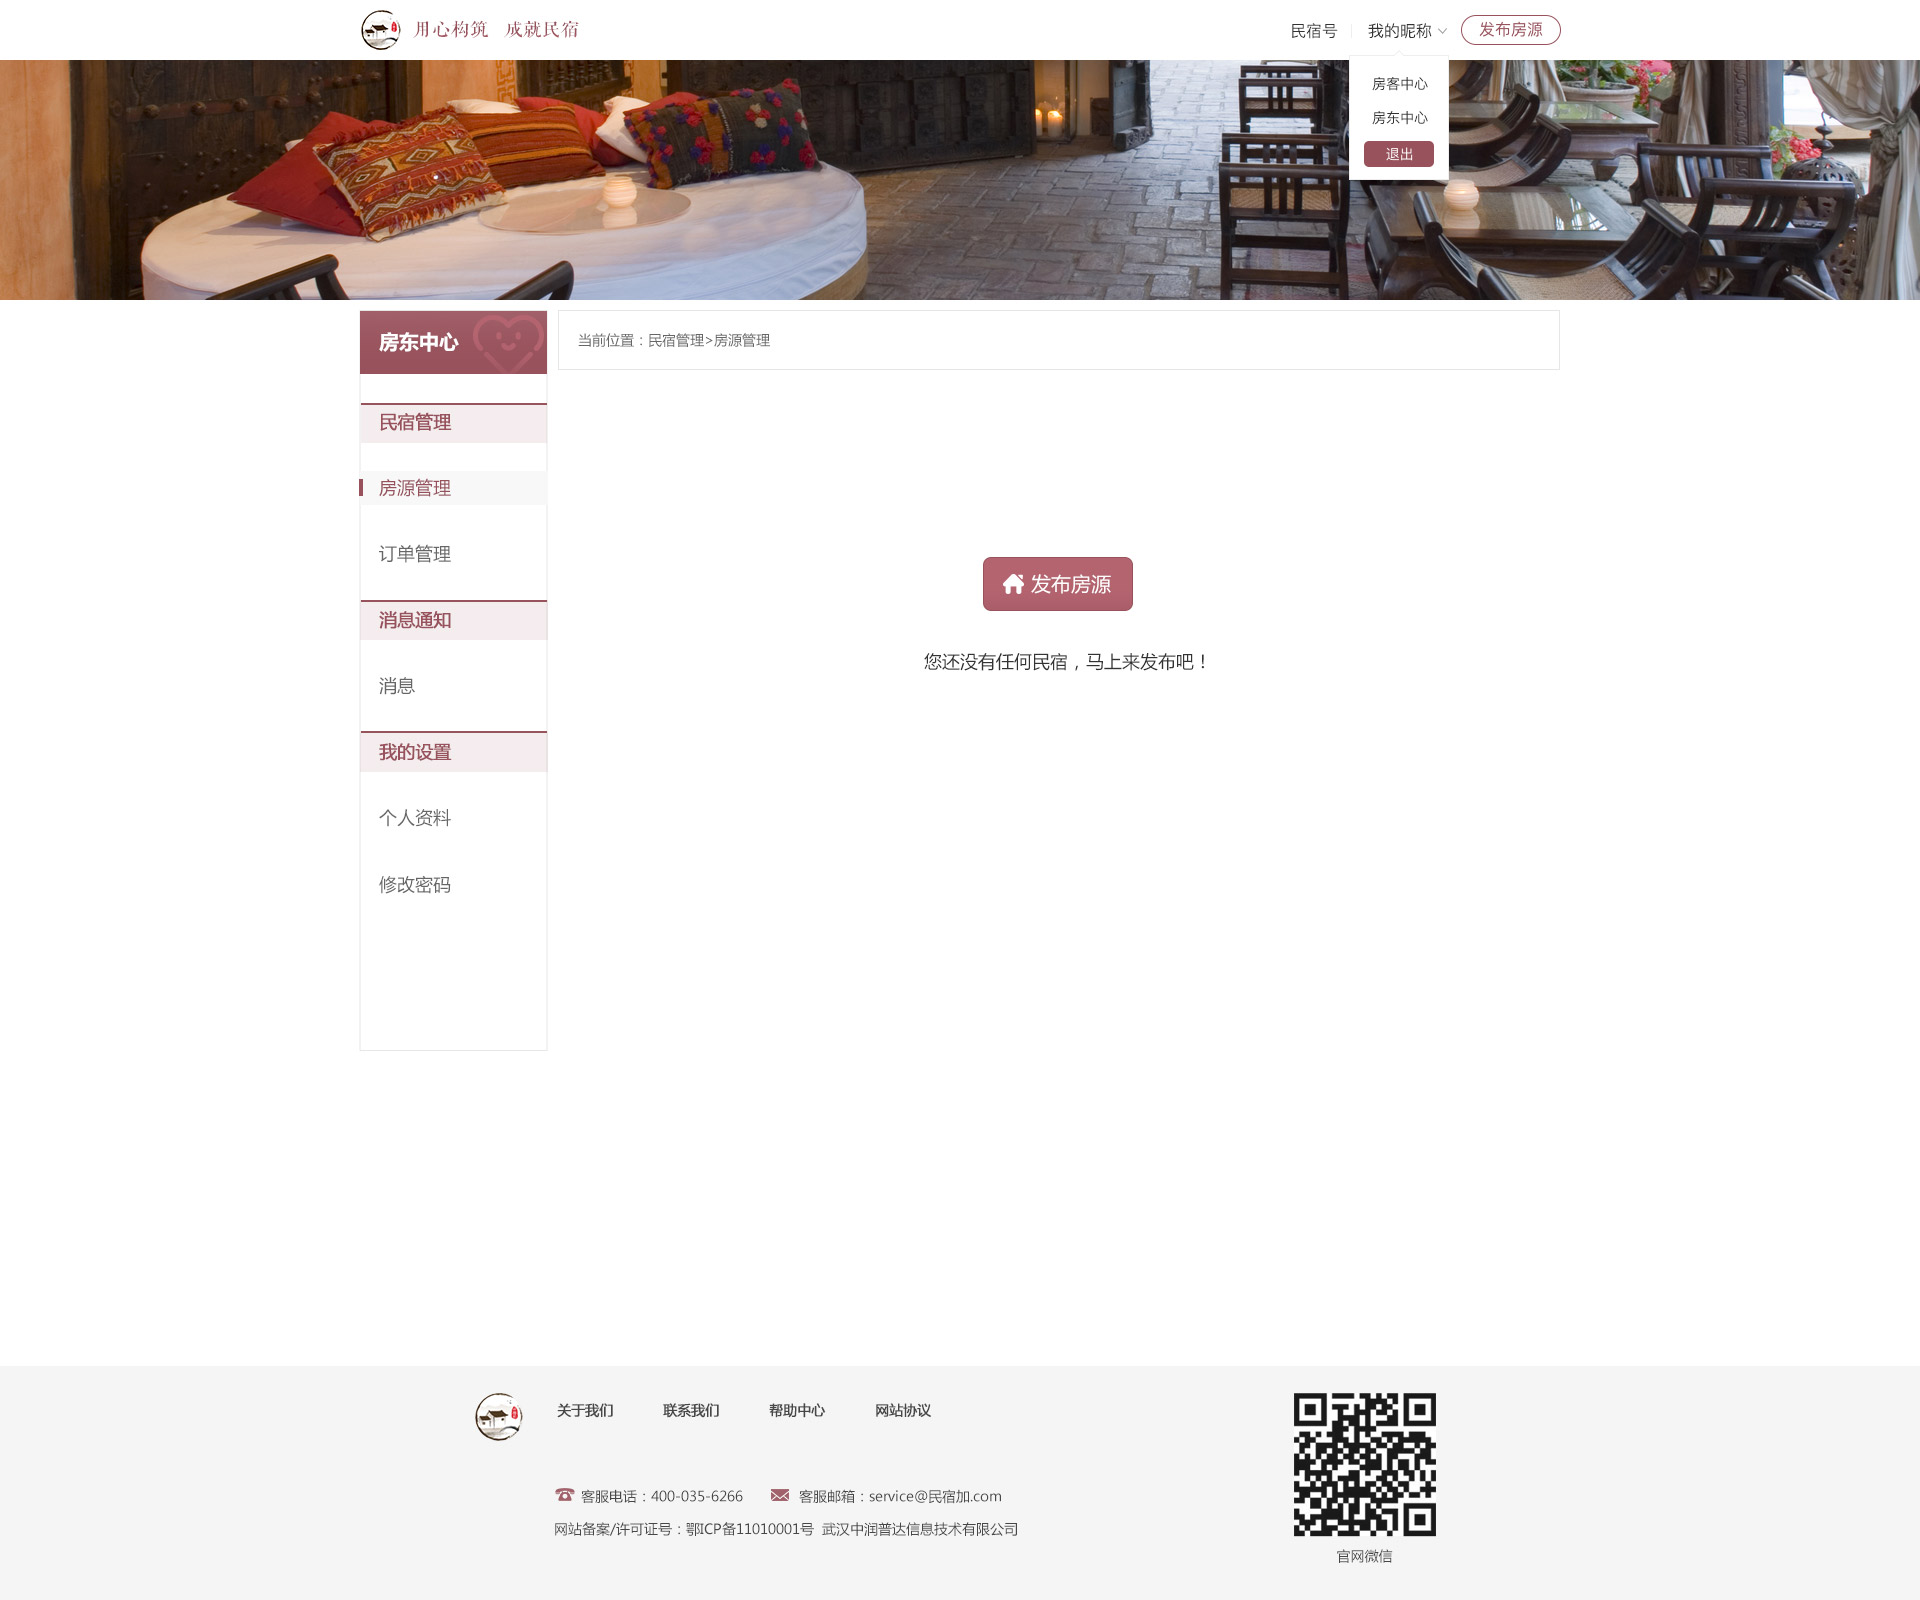 用心构筑 成就民宿
民宿号
我的昵称
发布房源
房客中心
房东中心
退出
房东中心
当前位置：民宿管理>房源管理
民宿管理
房源管理
订单管理
消息通知
消息
我的设置
个人资料
修改密码
发布房源
您还没有任何民宿，马上来发布吧！
关于我们 联系我们 帮助中心 网站协议
客服电话：400-035-6266 客服邮箱：service@民宿加.com
网站备案/许可证号：鄂ICP备11010001号 武汉中润普达信息技术有限公司
官网微信